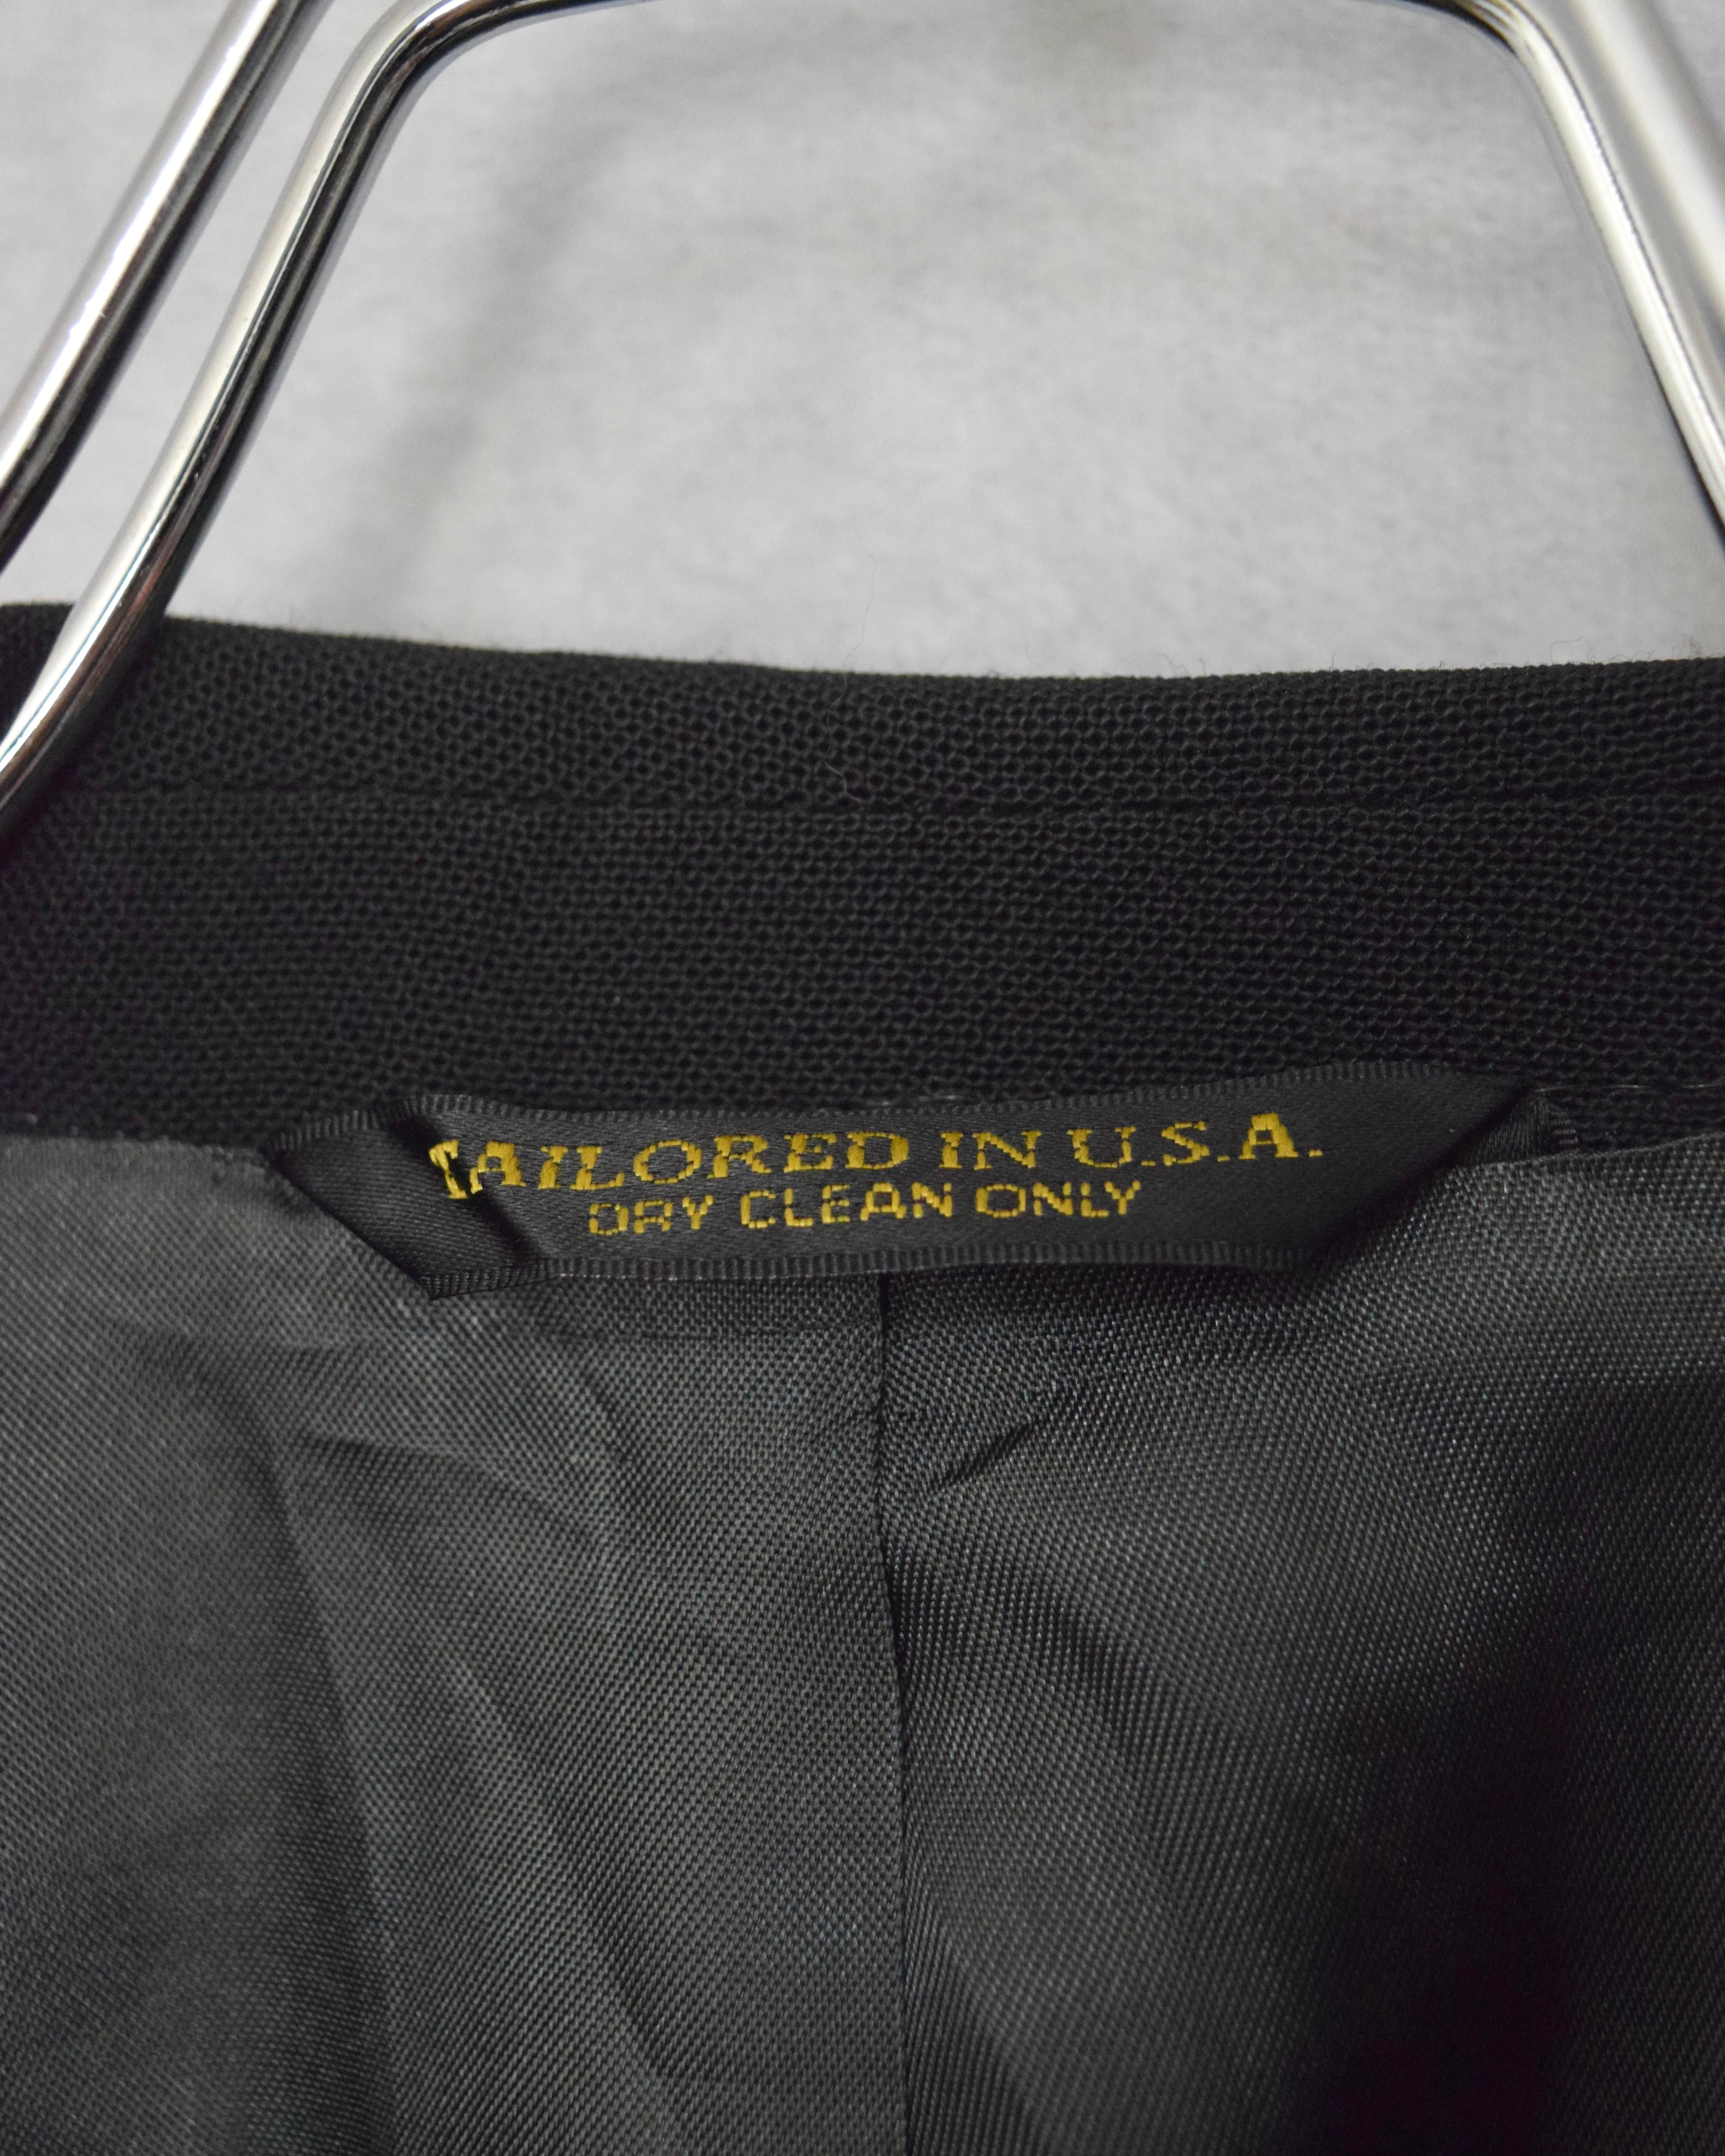 TAILORED IN U.S.A.
DRY CLEAN ONLY